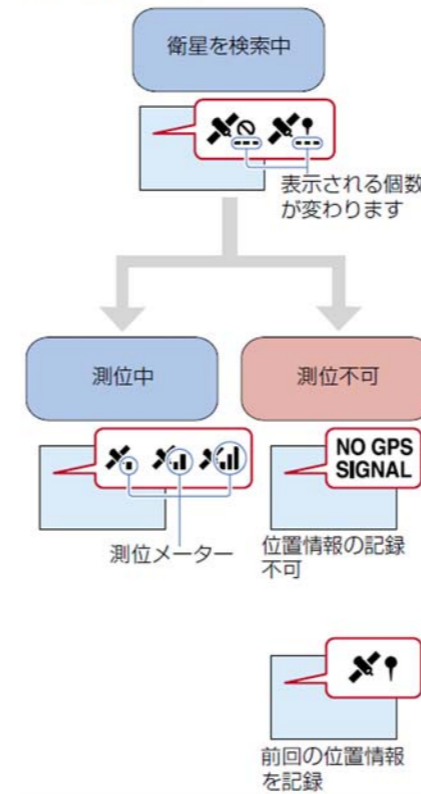 衛星を検索中
表示される個数
が変わります
測位中
測位不可
NO GPS
SIGNAL
測位メーター
位置情報の記録
不可
前回の位置情報
を記録